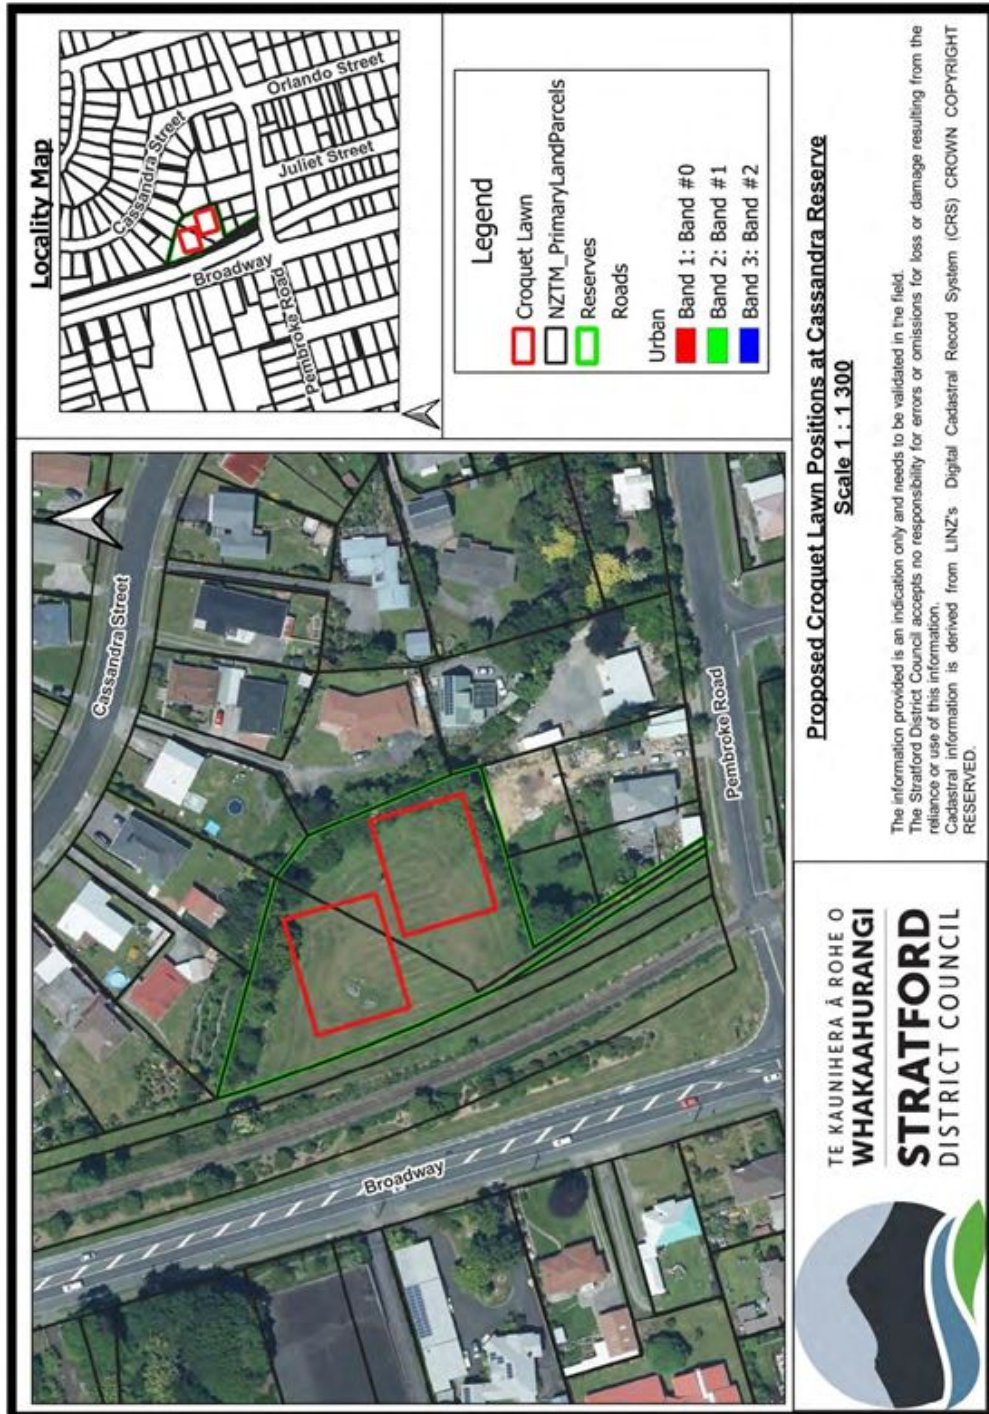 Locality Map
Orlando Street
Cassandra Street
Juliet Street
Broadway
Pembroke Road
Legend
Croquet Lawn
NZTM_PrimaryLandParcels
Reserves
Roads
Urban
Band 1: Band #0
Band 2: Band #1
Band 3: Band #2
Cassandra Street
Pembroke Road
Broadway
Proposed Croquet Lawn Positions at Cassandra Reserve
Scale 1 : 1 300
The information provided is an indication only and needs to be validated in the field.
The Stratford District Council accepts no responsibility for errors or omissions for loss or damage resulting from the
reliance or use of this information.
Cadastral information is derived from LINZ's Digital Cadastral Record System (CRS) CROWN COPYRIGHT
RESERVED.
TE KAUNIHERA Ā ROHE O
WHAKAAHURANGI
STRATFORD
DISTRICT COUNCIL